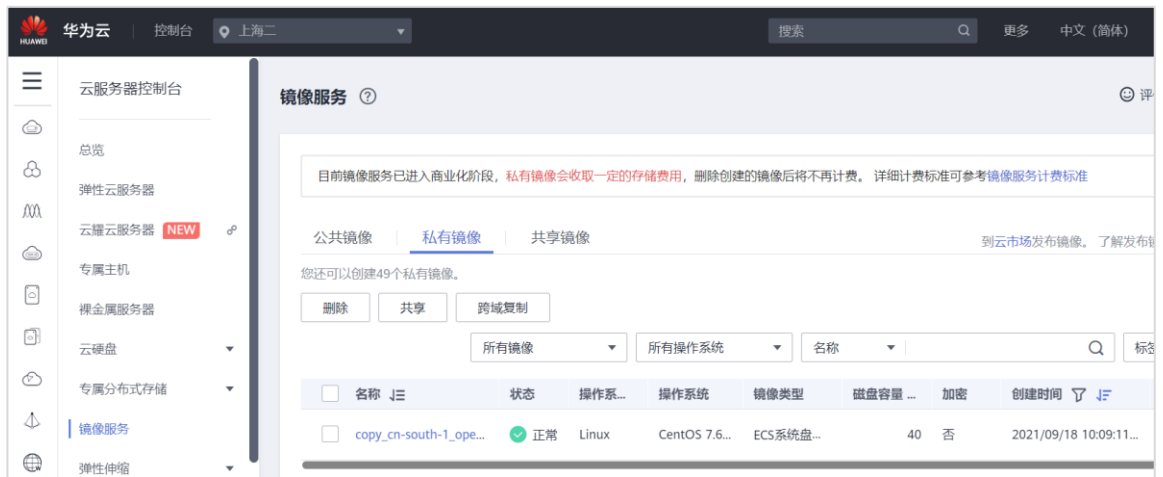 HUAWEI 华为云 控制台 上海二 搜索 更多 中文 (简体)
云服务器控制台
总览
弹性云服务器
云耀云服务器 NEW
专属主机
裸金属服务器
云硬盘
专属分布式存储
镜像服务
弹性伸缩
镜像服务 评
目前镜像服务已进入商业化阶段，私有镜像会收取一定的存储费用，删除创建的镜像后将不再计费。 详细计费标准可参考镜像服务计费标准
公共镜像 私有镜像 共享镜像 到云市场发布镜像。 了解发布
您还可以创建49个私有镜像。
删除 共享 跨域复制
所有镜像 所有操作系统 名称 标签
名称 状态 操作系... 操作系统 镜像类型 磁盘容量 ... 加密 创建时间
copy_cn-south-1_ope... 正常 Linux CentOS 7.6... ECS系统盘... 40 否 2021/09/18 10:09:11...